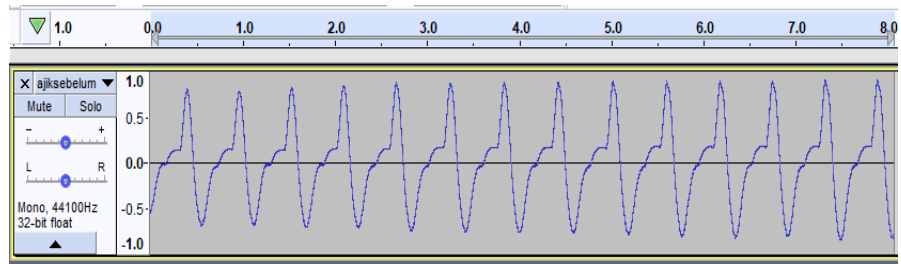 1.0 0.0 1.0 2.0 3.0 4.0 5.0 6.0 7.0 8.0
X ajiksebelum ▼ 1.0
Mute Solo
0.5
- +
L R 0.0
Mono, 44100Hz -0.5
32-bit float
-1.0